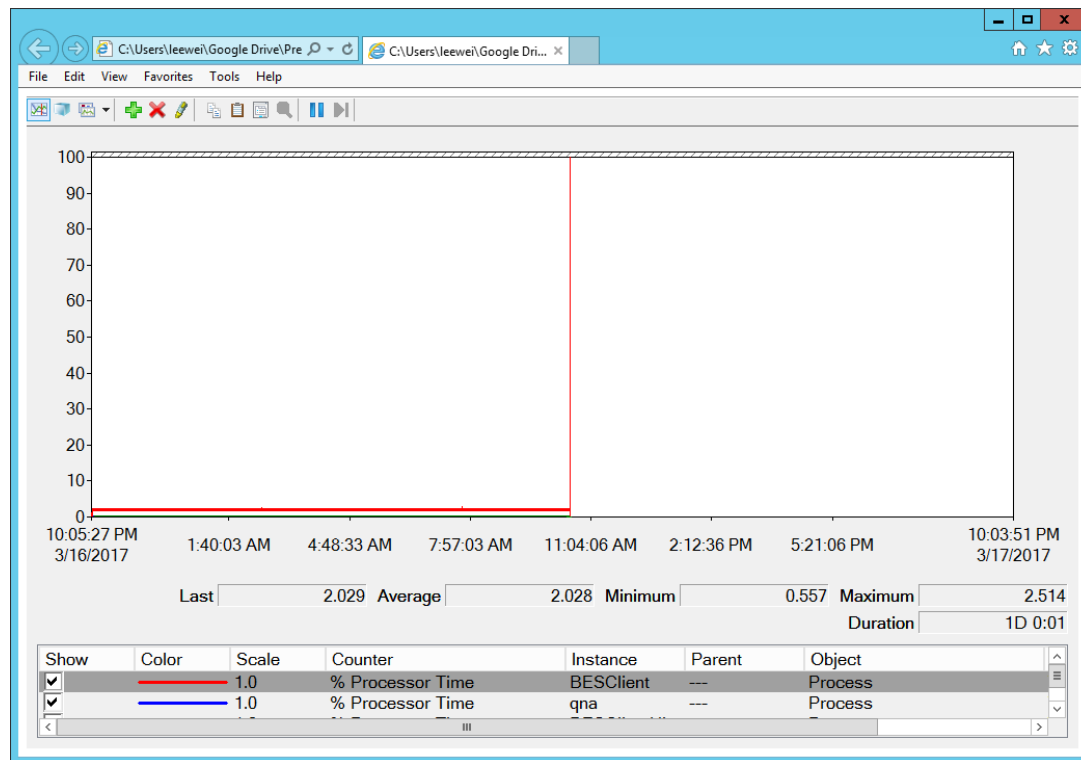 C:\Users\leewei\Google Drive\Pre
C:\Users\leewei\Google Dri...
File Edit View Favorites Tools Help
100
90
80
70
60
50
40
30
20
10
0
10:05:27 PM 1:40:03 AM 4:48:33 AM 7:57:03 AM 11:04:06 AM 2:12:36 PM 5:21:06 PM 10:03:51 PM
3/16/2017 3/17/2017
Last 2.029 Average 2.028 Minimum 0.557 Maximum 2.514
Duration 1D 0:01
Show Color Scale Counter Instance Parent Object
1.0 % Processor Time BESClient --- Process
1.0 % Processor Time qna --- Process